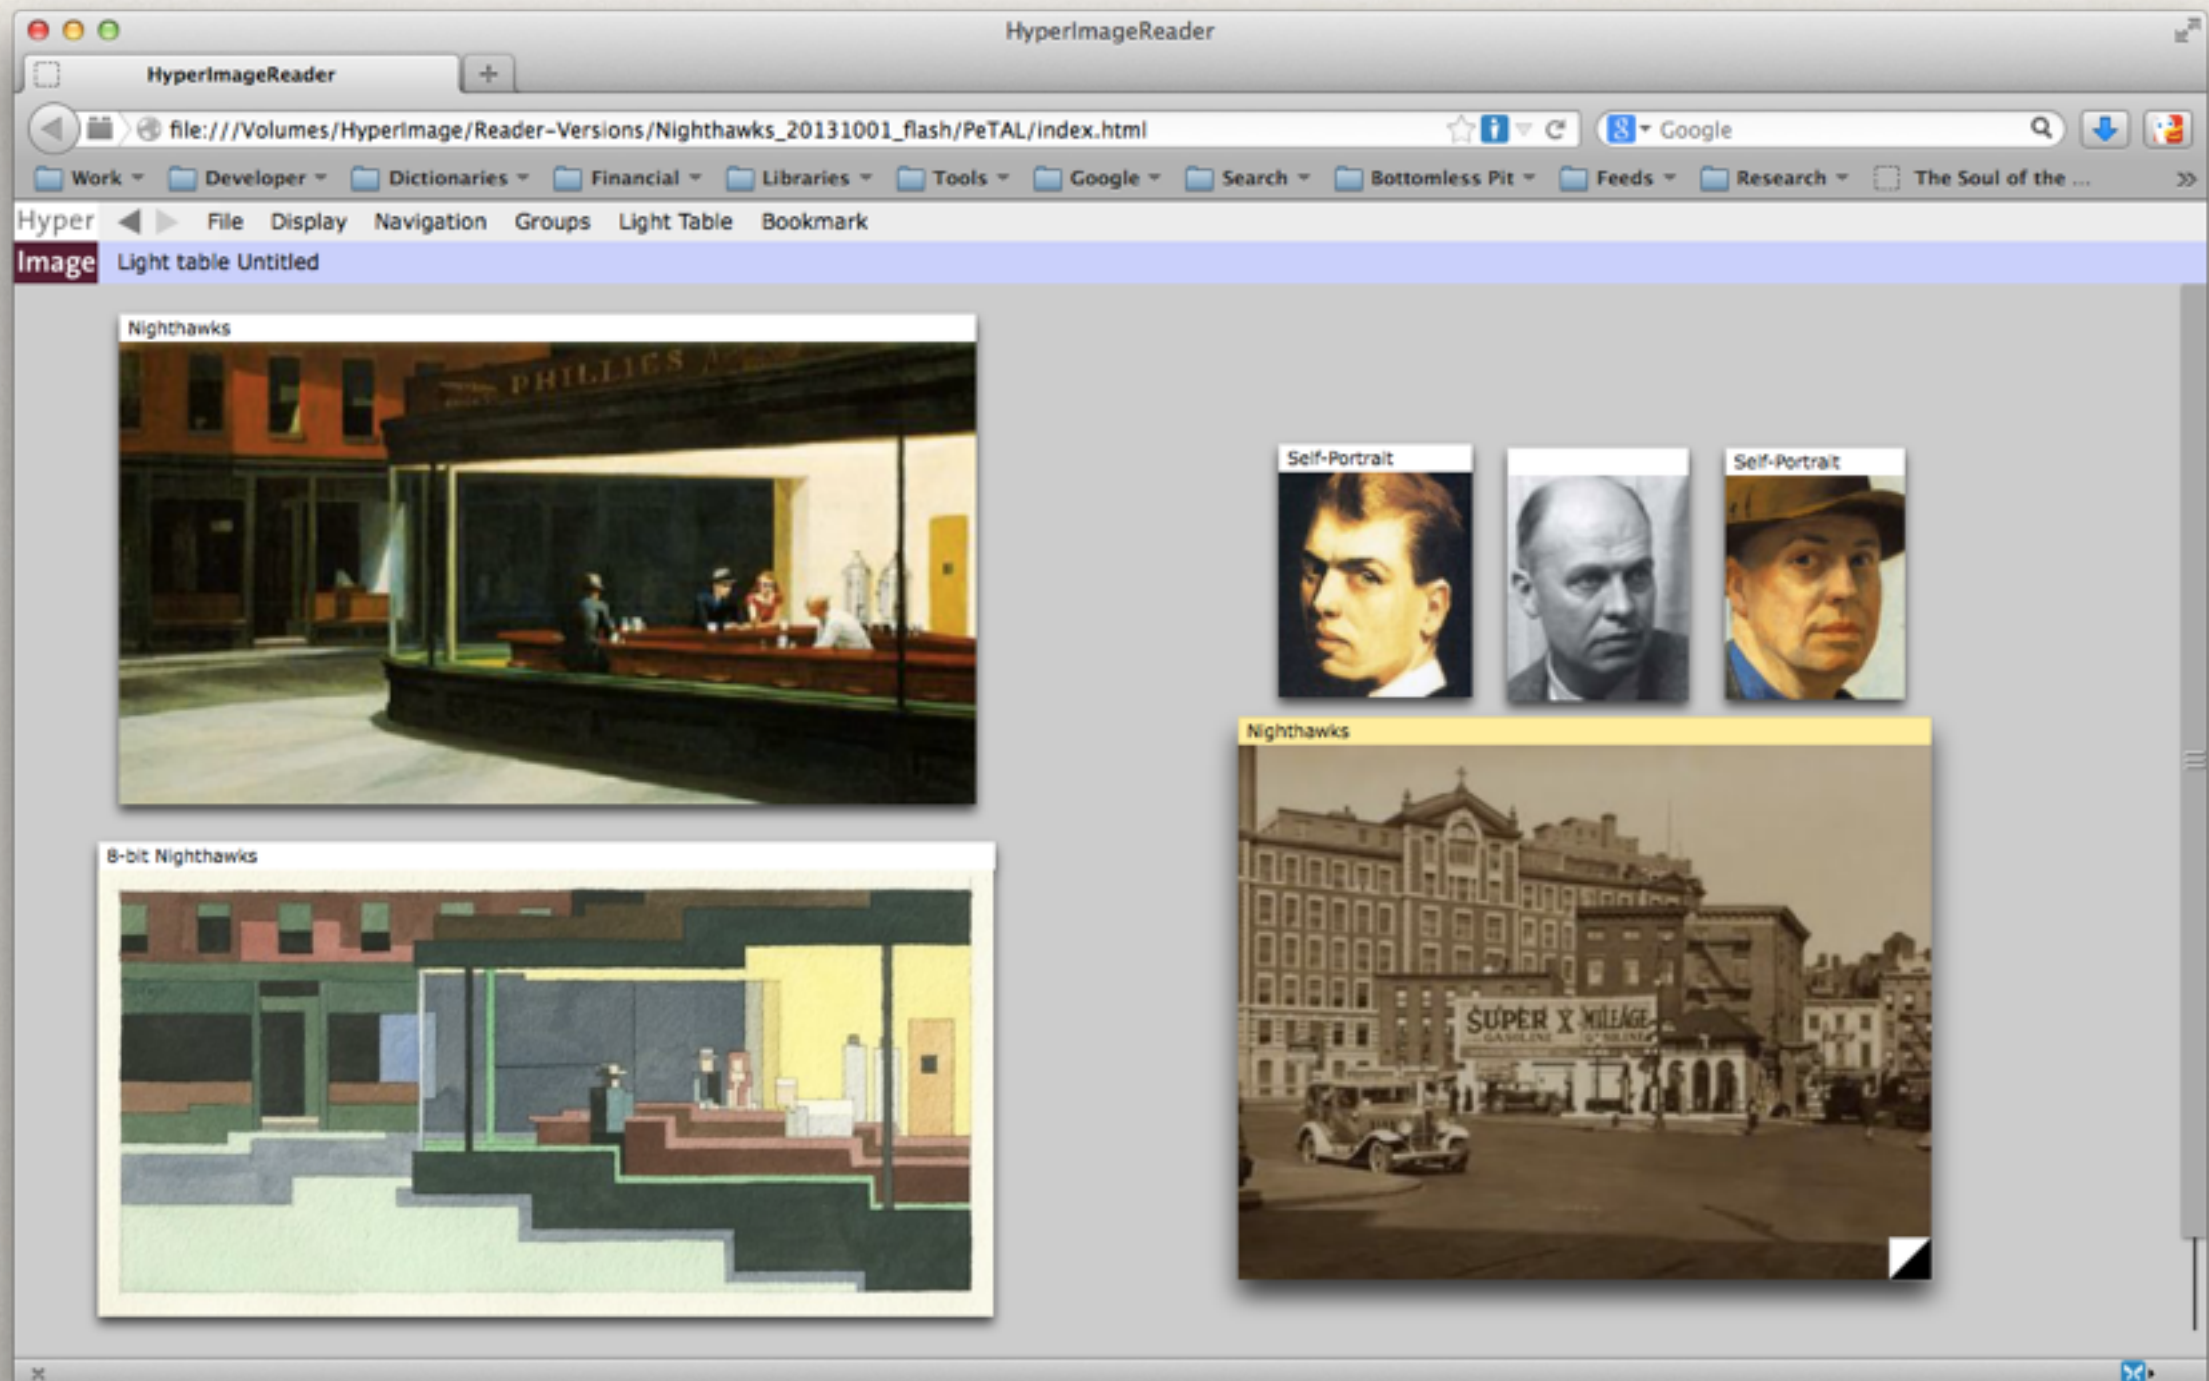 HyperImageReader
HyperImageReader
file:///Volumes/HyperImage/Reader-Versions/Nighthawks_20131001_flash/PeTAL/index.html
Google
Work Developer Dictionaries Financial Libraries Tools Google Search Bottomless Pit Feeds Research The Soul of the ...
Hyper File Display Navigation Groups Light Table Bookmark
Image Light table Untitled
Nighthawks
PHILLIES
Self-Portrait
Self-Portrait
Nighthawks
SUPER X MILEAGE
GASOLINE GASOLINE
8-bit Nighthawks